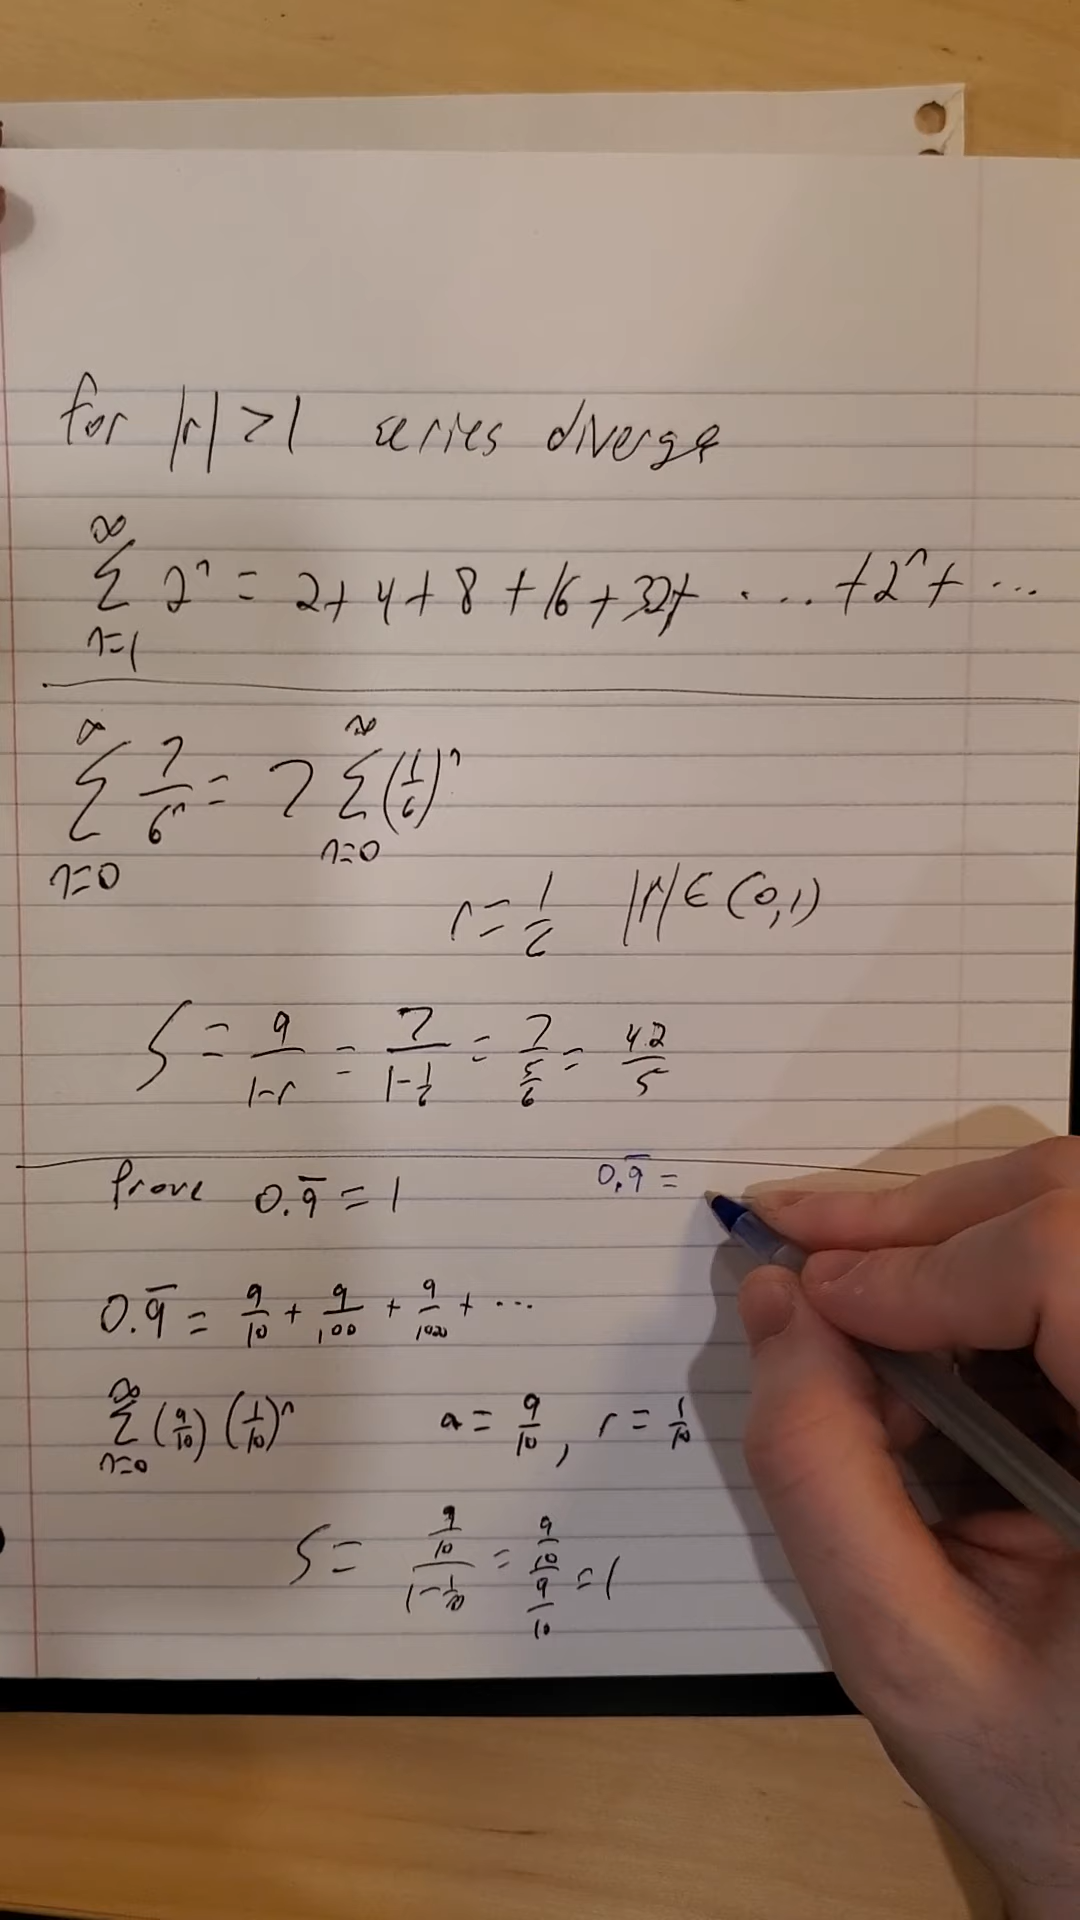 for |r| > 1 series diverge
∞
∑ 2ⁿ = 2 + 4 + 8 + 16 + 32 + · ... + 2ⁿ + ...
n=1
∞ ∞
∑ 7/6ⁿ = 7 ∑ (1/6)ⁿ
n=0 n=0
r = 1/6 |r| ∈ (0,1)
S = a/(1-r) = 7/(1-1/6) = 7/(5/6) = 42/5
Prove 0.9̅ = 1 0.9̅ =
0.9̅ = 9/10 + 9/100 + 9/1000 + ...
∞
∑ (9/10) (1/10)ⁿ a = 9/10, r = 1/10
n=0
S = (9/10)/(1-1/10) = (9/10)/(9/10) = 1